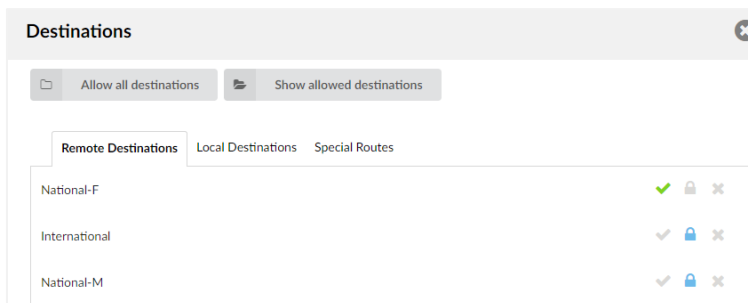 Destinations
Allow all destinations Show allowed destinations
Remote Destinations Local Destinations Special Routes
National-F
International
National-M